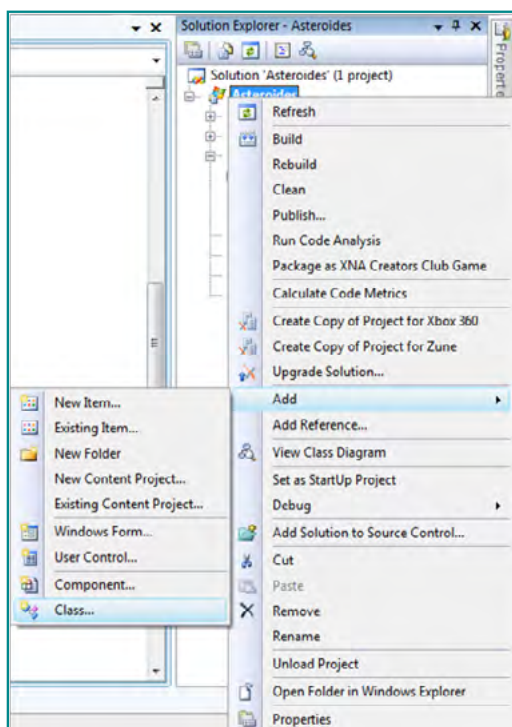 Solution Explorer - Asteroides
Solution 'Asteroides' (1 project)
Asteroides
Refresh
Build
Rebuild
Clean
Publish...
Run Code Analysis
Package as XNA Creators Club Game
Calculate Code Metrics
Create Copy of Project for Xbox 360
Create Copy of Project for Zune
Upgrade Solution...
Add
Add Reference...
View Class Diagram
Set as StartUp Project
Debug
Add Solution to Source Control...
Cut
Paste
Remove
Rename
Unload Project
Open Folder in Windows Explorer
Properties
New Item...
Existing Item...
New Folder
New Content Project...
Existing Content Project...
Windows Form...
User Control...
Component...
Class...